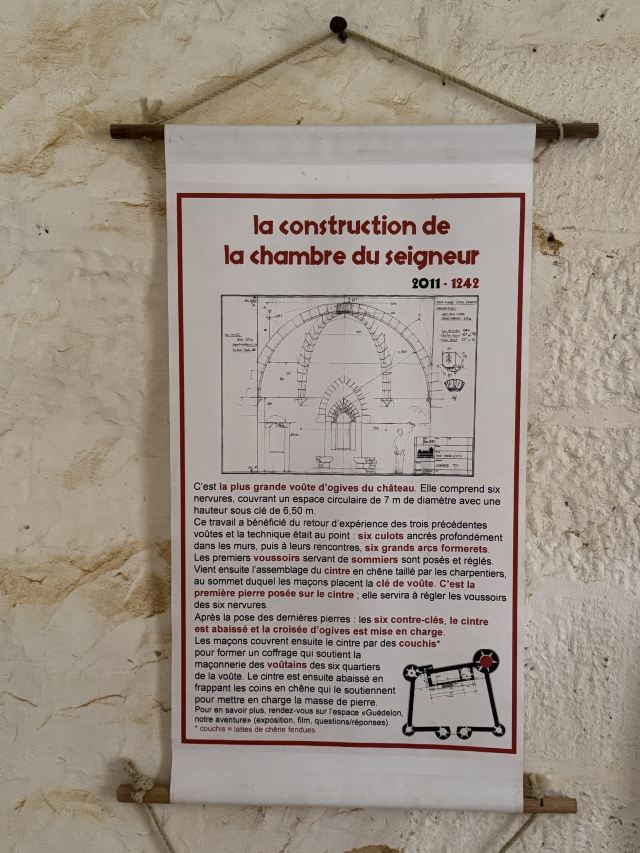 la construction de
la chambre du seigneur
2011 - 1242
C'est la plus grande voûte d'ogives du château. Elle comprend six
nervures, couvrant un espace circulaire de 7 m de diamètre avec une
hauteur sous clé de 6,50 m.
Ce travail a bénéficié du retour d'expérience des trois précédentes
voûtes et la technique était au point : six culots ancrés profondément
dans les murs, puis à leurs rencontres, six grands arcs formerets.
Les premiers voussoirs servant de sommiers sont posés et réglés.
Vient ensuite l'assemblage du cintre en chêne taillé par les charpentiers,
au sommet duquel les maçons placent la clé de voûte. C'est la
première pierre posée sur le cintre ; elle servira à régler les voussoirs
des six nervures.
Après la pose des dernières pierres : les six contre-clés, le cintre
est abaissé et la croisée d'ogives est mise en charge.
Les maçons couvrent ensuite le cintre par des couchis*
pour former un coffrage qui soutient la
maçonnerie des voûtains des six quartiers
de la voûte. Le cintre est ensuite abaissé en
frappant les coins en chêne qui le soutiennent
pour mettre en charge la masse de pierre.
Pour en savoir plus, rendez-vous sur l'espace «Guédelon,
notre aventure» (exposition, film, questions/réponses).
* couchis = lattes de chêne fendues.